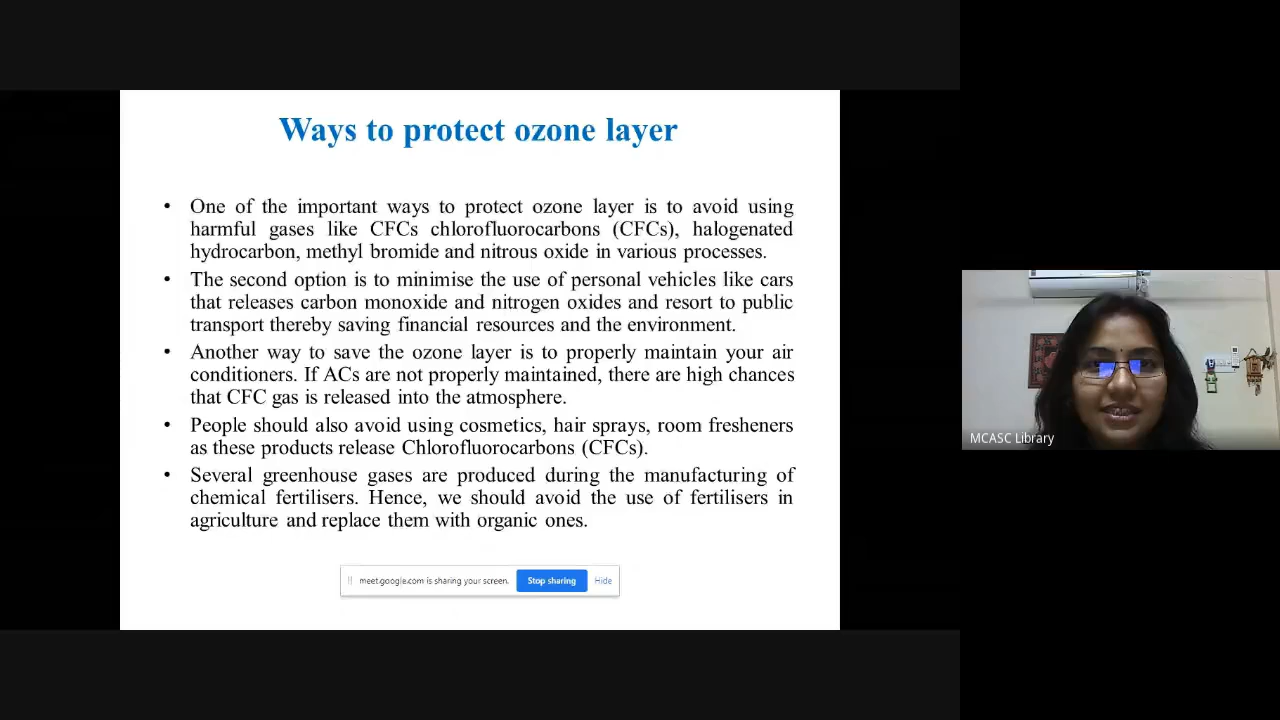 Ways to protect ozone layer
• One of the important ways to protect ozone layer is to avoid using
harmful gases like CFCs chlorofluorocarbons (CFCs), halogenated
hydrocarbon, methyl bromide and nitrous oxide in various processes.
• The second option is to minimise the use of personal vehicles like cars
that releases carbon monoxide and nitrogen oxides and resort to public
transport thereby saving financial resources and the environment.
• Another way to save the ozone layer is to properly maintain your air
conditioners. If ACs are not properly maintained, there are high chances
that CFC gas is released into the atmosphere.
• People should also avoid using cosmetics, hair sprays, room fresheners
as these products release Chlorofluorocarbons (CFCs).
• Several greenhouse gases are produced during the manufacturing of
chemical fertilisers. Hence, we should avoid the use of fertilisers in
agriculture and replace them with organic ones.
meet.google.com is sharing your screen. Stop sharing Hide
MCASC Library